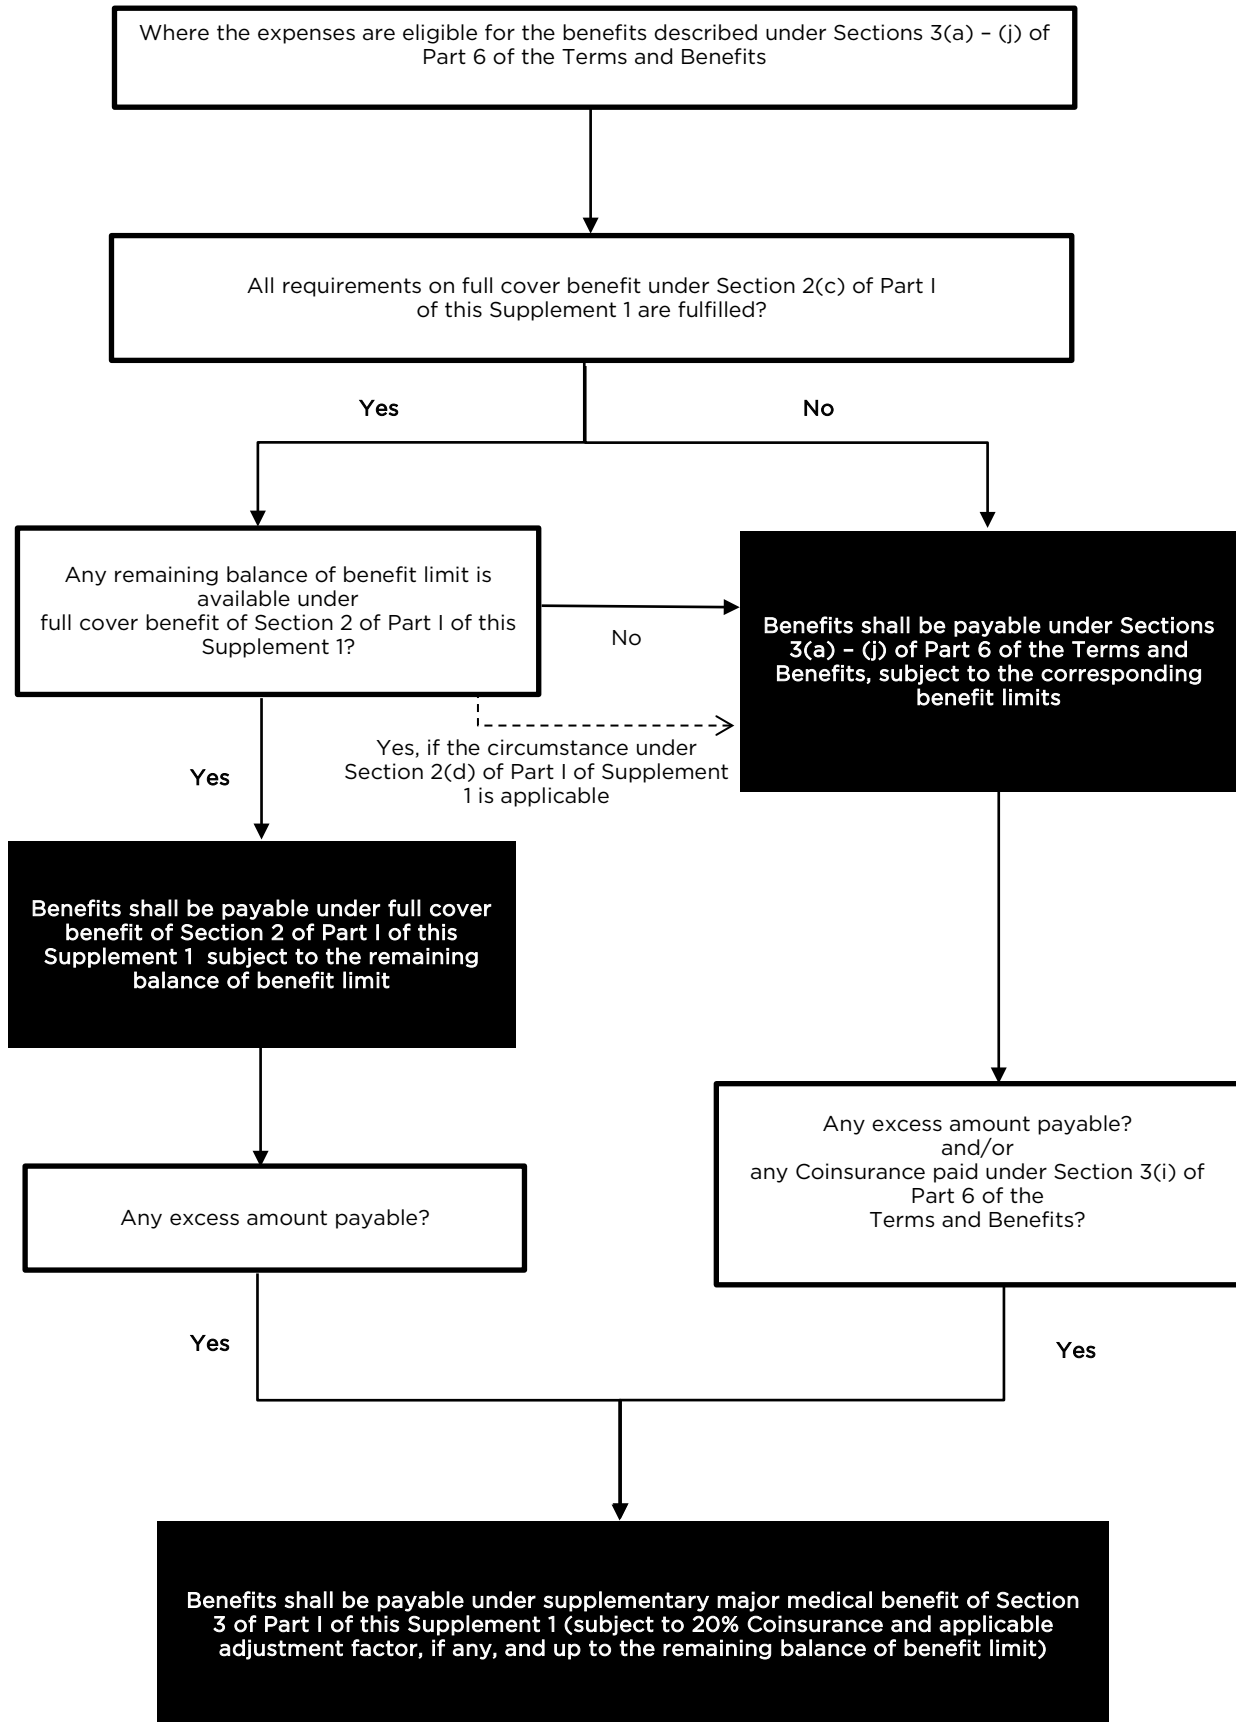 Where the expenses are eligible for the benefits described under Sections 3(a) – (j) of
Part 6 of the Terms and Benefits
All requirements on full cover benefit under Section 2(c) of Part I
of this Supplement 1 are fulfilled?
Yes
No
Any remaining balance of benefit limit is
available under
full cover benefit of Section 2 of Part I of this
Supplement 1?
No
Benefits shall be payable under Sections
3(a) – (j) of Part 6 of the Terms and
Benefits, subject to the corresponding
benefit limits
Yes, if the circumstance under
Section 2(d) of Part I of Supplement
1 is applicable
Yes
Benefits shall be payable under full cover
benefit of Section 2 of Part I of this
Supplement 1 subject to the remaining
balance of benefit limit
Any excess amount payable?
and/or
any Coinsurance paid under Section 3(i) of
Part 6 of the
Terms and Benefits?
Any excess amount payable?
Yes
Yes
Benefits shall be payable under supplementary major medical benefit of Section
3 of Part I of this Supplement 1 (subject to 20% Coinsurance and applicable
adjustment factor, if any, and up to the remaining balance of benefit limit)